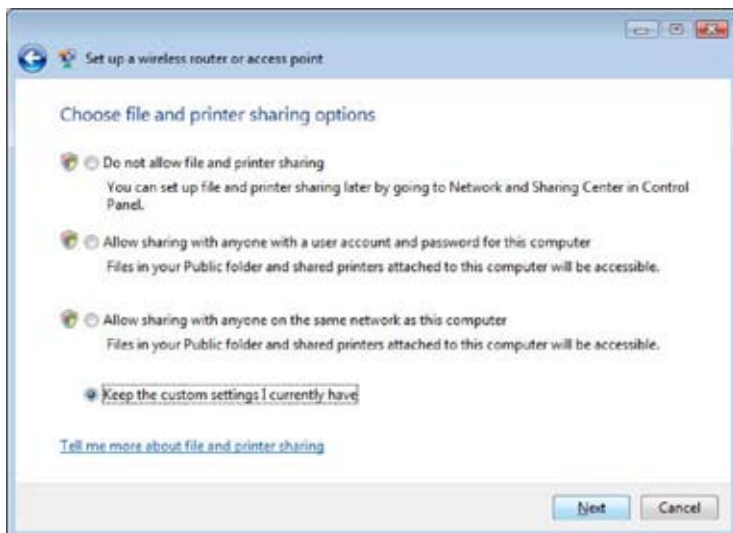 Set up a wireless router or access point
Choose file and printer sharing options
Do not allow file and printer sharing
You can set up file and printer sharing later by going to Network and Sharing Center in Control
Panel.
Allow sharing with anyone with a user account and password for this computer
Files in your Public folder and shared printers attached to this computer will be accessible.
Allow sharing with anyone on the same network as this computer
Files in your Public folder and shared printers attached to this computer will be accessible.
Keep the custom settings I currently have
Tell me more about file and printer sharing
Next
Cancel